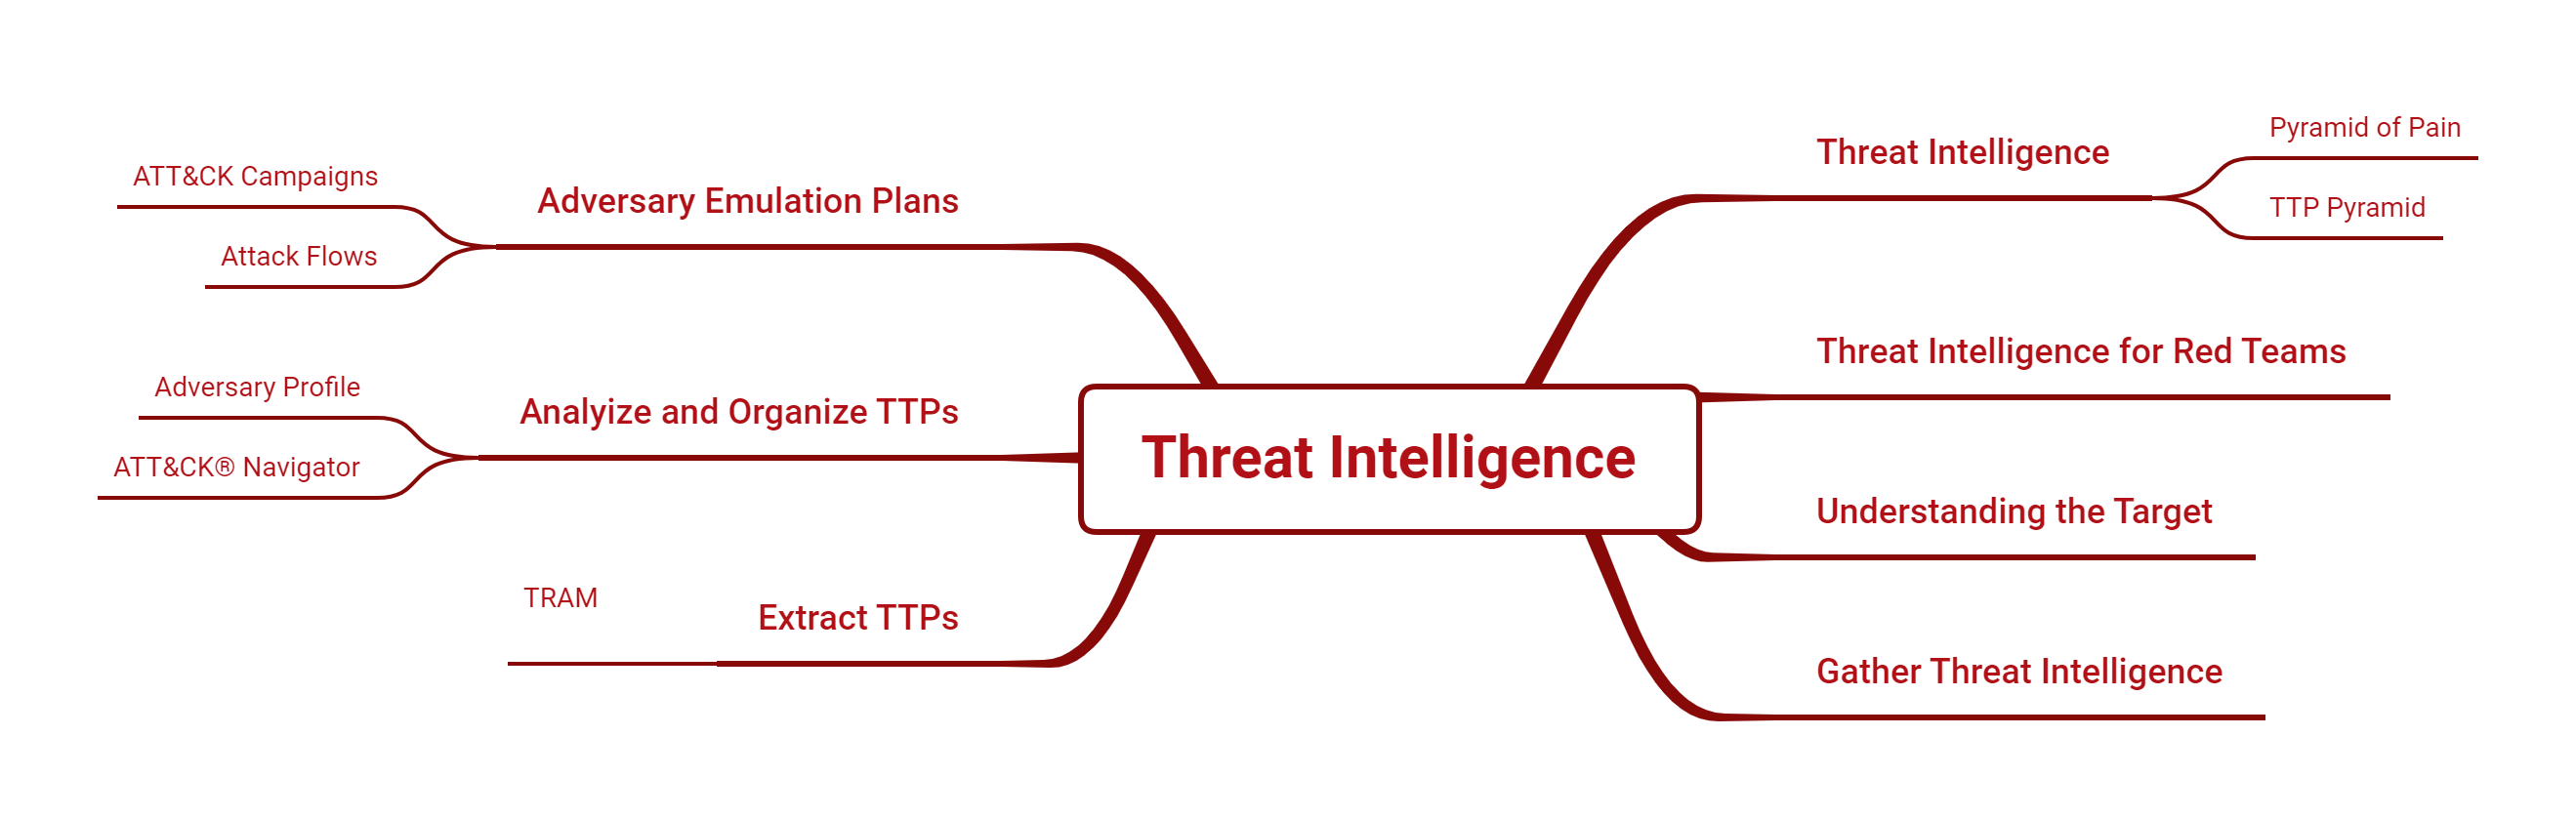 Threat Intelligence
Threat Intelligence
Pyramid of Pain
TTP Pyramid
Threat Intelligence for Red Teams
Understanding the Target
Gather Threat Intelligence
Adversary Emulation Plans
ATT&CK Campaigns
Attack Flows
Analyize and Organize TTPs
Adversary Profile
ATT&CK® Navigator
Extract TTPs
TRAM